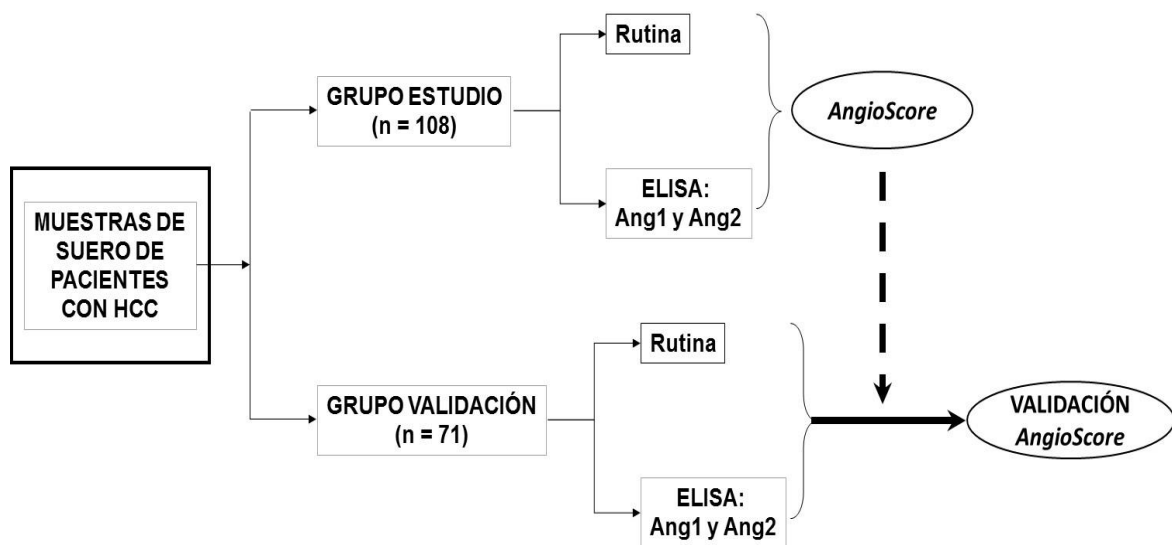 MUESTRAS DE
SUERO DE
PACIENTES
CON HCC
GRUPO ESTUDIO
(n = 108)
Rutina
ELISA:
Ang1 y Ang2
AngioScore
GRUPO VALIDACIÓN
(n = 71)
Rutina
ELISA:
Ang1 y Ang2
VALIDACIÓN
AngioScore